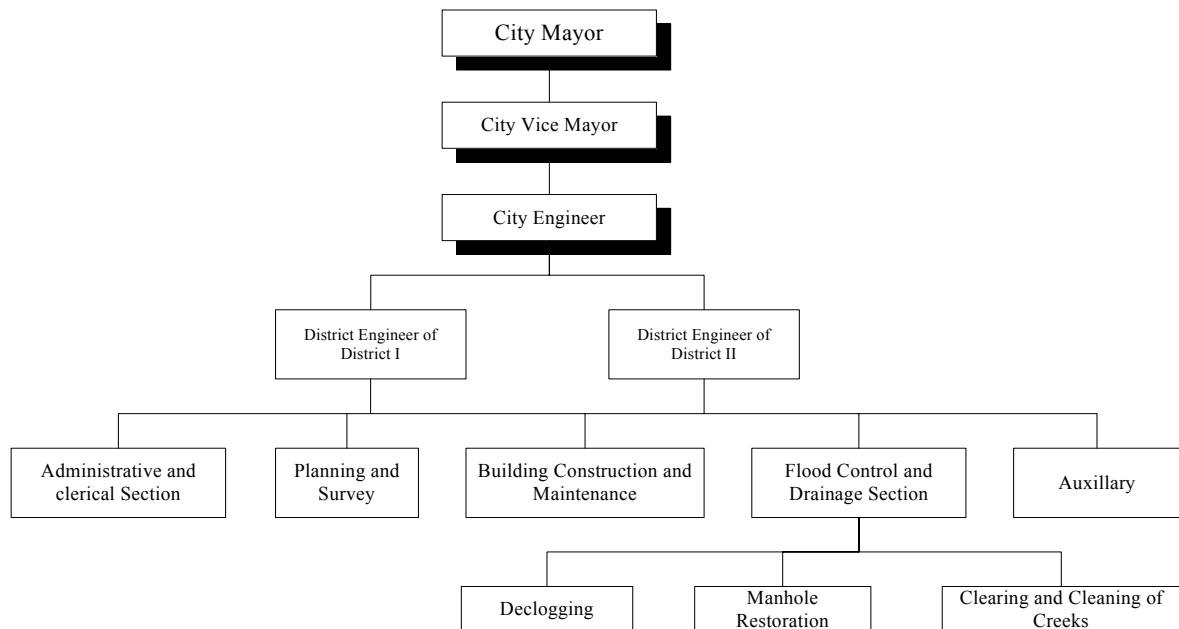 City Mayor
City Vice Mayor
City Engineer
District Engineer of
District I
District Engineer of
District II
Administrative and
clerical Section
Planning and
Survey
Building Construction and
Maintenance
Flood Control and
Drainage Section
Auxillary
Declogging
Manhole
Restoration
Clearing and Cleaning of
Creeks